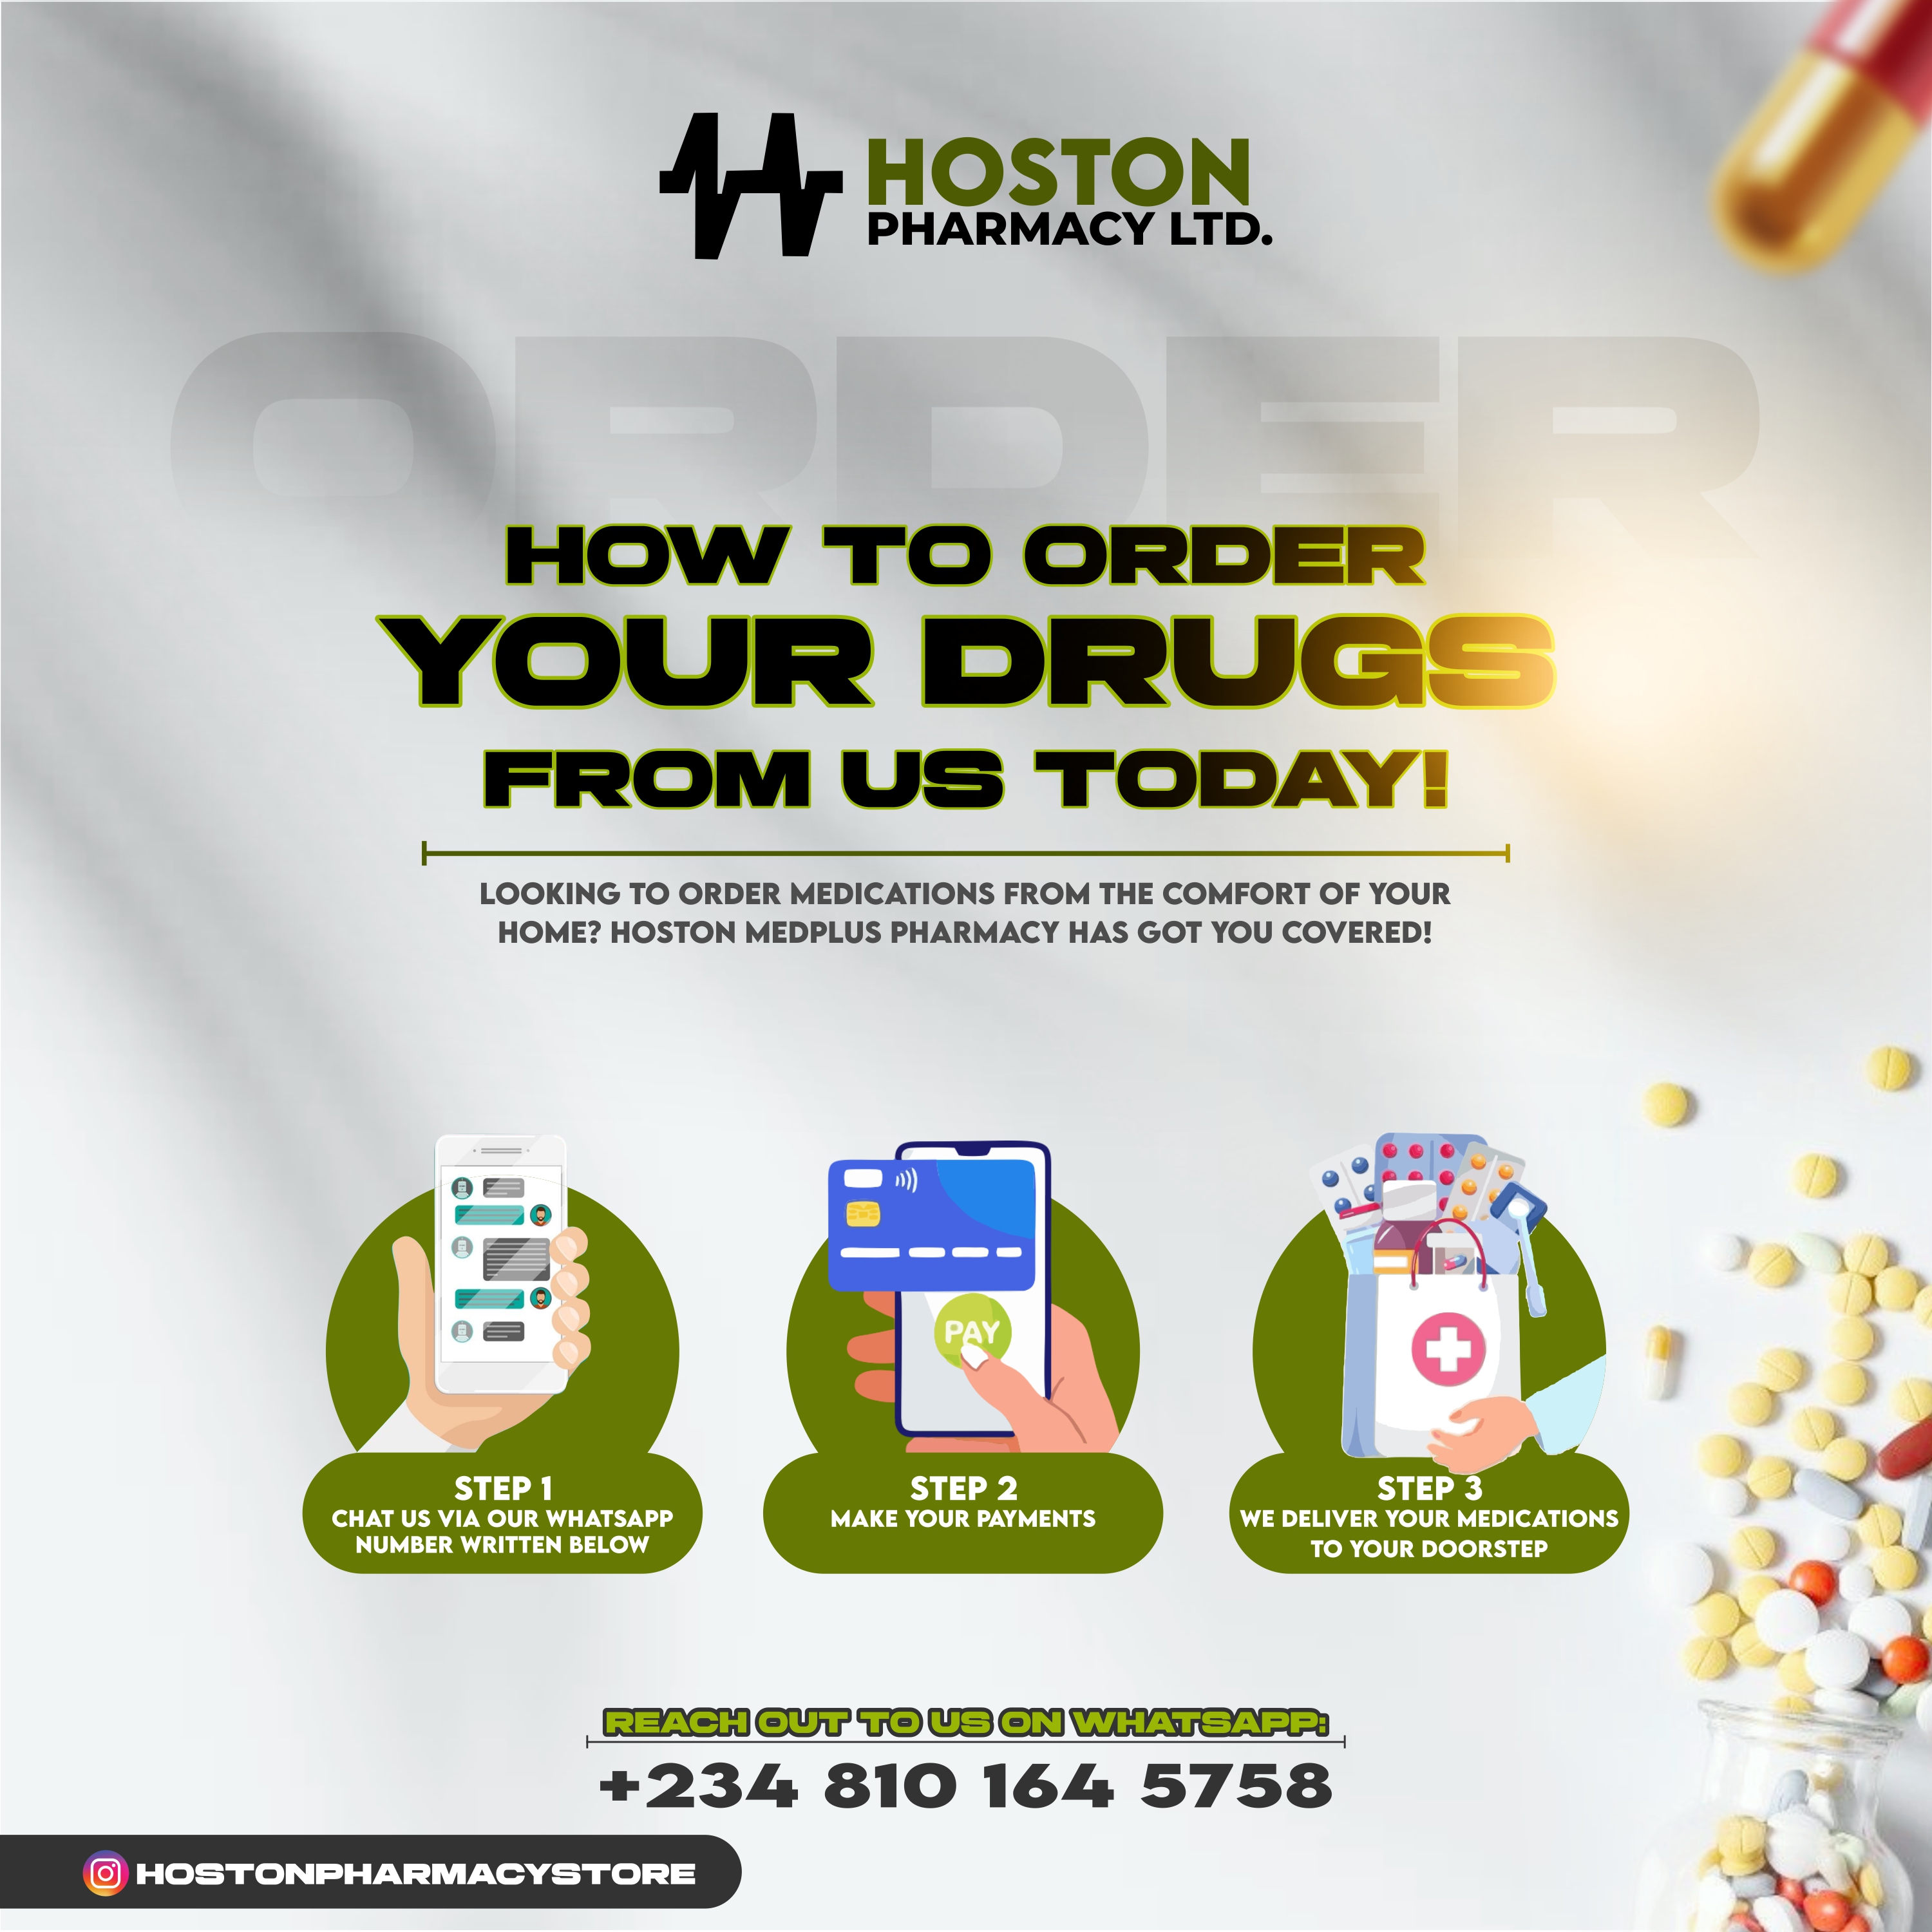 HOSTON
PHARMACY LTD.
ORDER
HOW TO ORDER
YOUR DRUGS
FROM US TODAY!
LOOKING TO ORDER MEDICATIONS FROM THE COMFORT OF YOUR
HOME? HOSTON MEDPLUS PHARMACY HAS GOT YOU COVERED!
PAY
STEP 1
CHAT US VIA OUR WHATSAPP
NUMBER WRITTEN BELOW
STEP 2
MAKE YOUR PAYMENTS
STEP 3
WE DELIVER YOUR MEDICATIONS
TO YOUR DOORSTEP
REACH OUT TO US ON WHATSAPP:
+234 810 164 5758
HOSTONPHARMACYSTORE